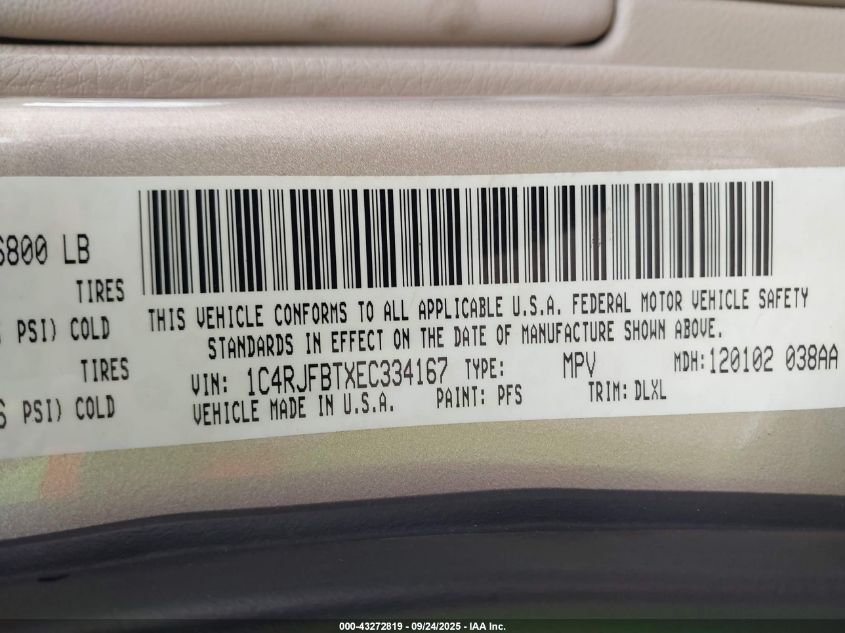 6800 LB
TIRES
PSI) COLD
TIRES
PSI) COLD
THIS VEHICLE CONFORMS TO ALL APPLICABLE U.S.A. FEDERAL MOTOR VEHICLE SAFETY
STANDARDS IN EFFECT ON THE DATE OF MANUFACTURE SHOWN ABOVE.
VIN: 1C4RJFBTXEC334167 TYPE: MPV MDH:120102 038AA
VEHICLE MADE IN U.S.A. PAINT: PFS TRIM: DLXL
000-43272819 - 09/24/2025 - IAA Inc.